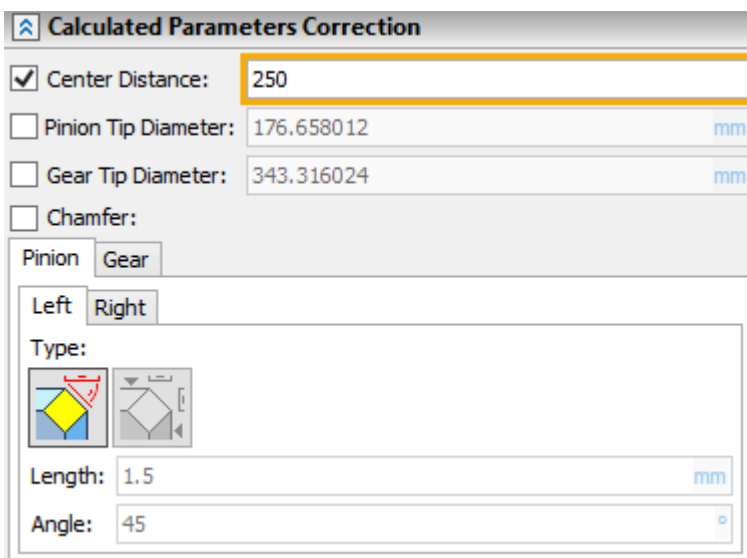 Calculated Parameters Correction
Center Distance: 250
Pinion Tip Diameter: 176.658012 mm
Gear Tip Diameter: 343.316024 mm
Chamfer:
Pinion Gear
Left Right
Type:
Length: 1.5 mm
Angle: 45 °